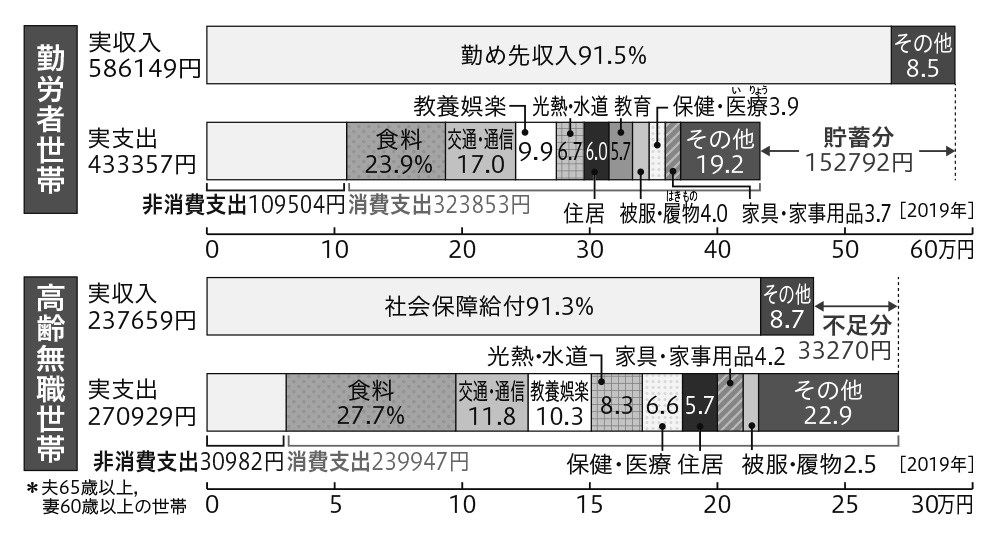 勤労者世帯
実収入
586149円
勤め先収入91.5%
その他
8.5
実支出
433357円
教養娯楽
光熱・水道
教育
保健・医療3.9
い りょう
食料
23.9%
交通・通信
17.0
9.9
6.7
6.0
5.7
その他
19.2
貯蓄分
152792円
非消費支出109504円
消費支出323853円
住居
被服・履物4.0
はきもの
家具・家事用品3.7
[2019年]
0 10 20 30 40 50 60万円
高齢無職世帯
実収入
237659円
社会保障給付91.3%
その他
8.7
不足分
33270円
実支出
270929円
光熱・水道
家具・家事用品4.2
食料
27.7%
交通・通信
11.8
教養娯楽
10.3
8.3
6.6
5.7
その他
22.9
非消費支出30982円
消費支出239947円
保健・医療
住居
被服・履物2.5
[2019年]
*夫65歳以上,
妻60歳以上の世帯
0 5 10 15 20 25 30万円